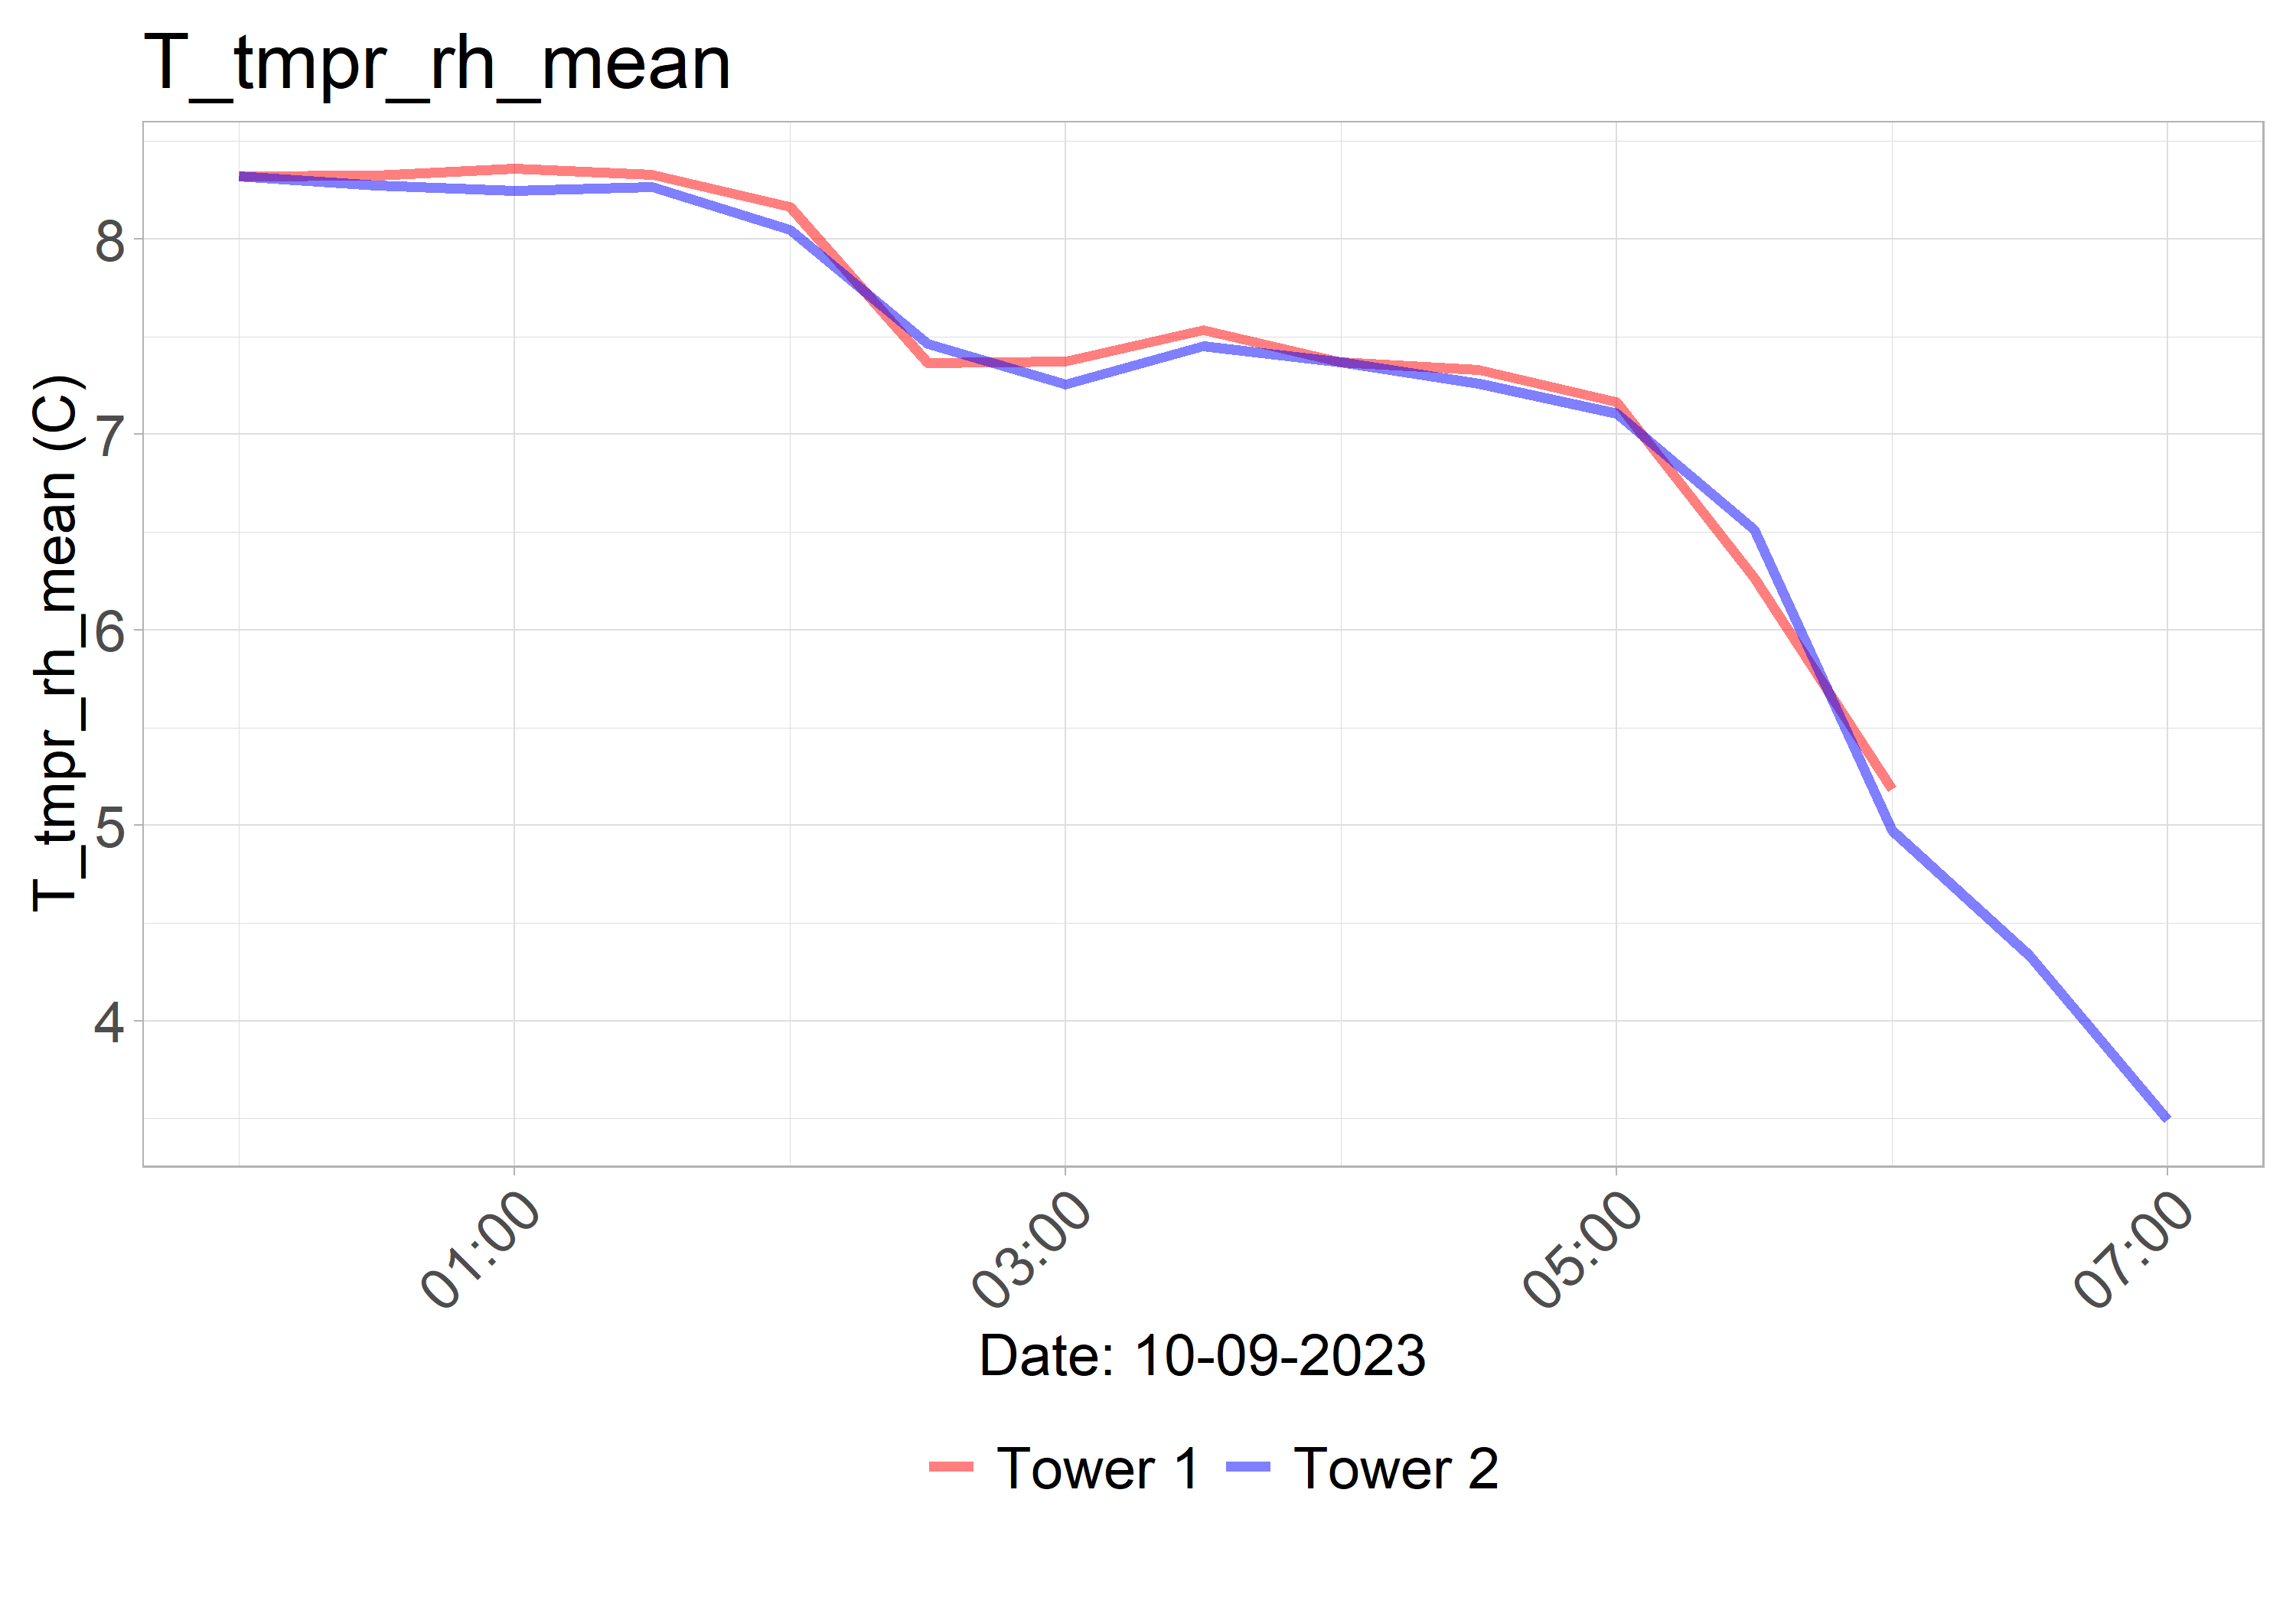 T_tmpr_rh_mean
T_tmpr_rh_mean (C)
8
7
6
5
4
01:00
03:00
05:00
07:00
Date: 10-09-2023
Tower 1
Tower 2